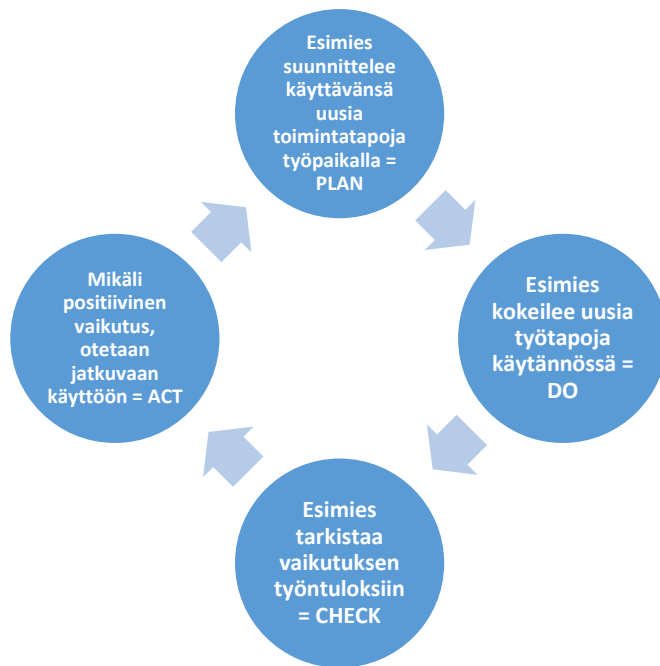 Esimies
suunnittelee
käyttävänsä
uusia
toimintatapoja
työpaikalla =
PLAN
Esimies
kokeilee uusia
työtapoja
käytännössä =
DO
Esimies
tarkistaa
vaikutuksen
työntuloksiin
= CHECK
Mikäli
positiivinen
vaikutus,
otetaan
jatkuvaan
käyttöön = ACT